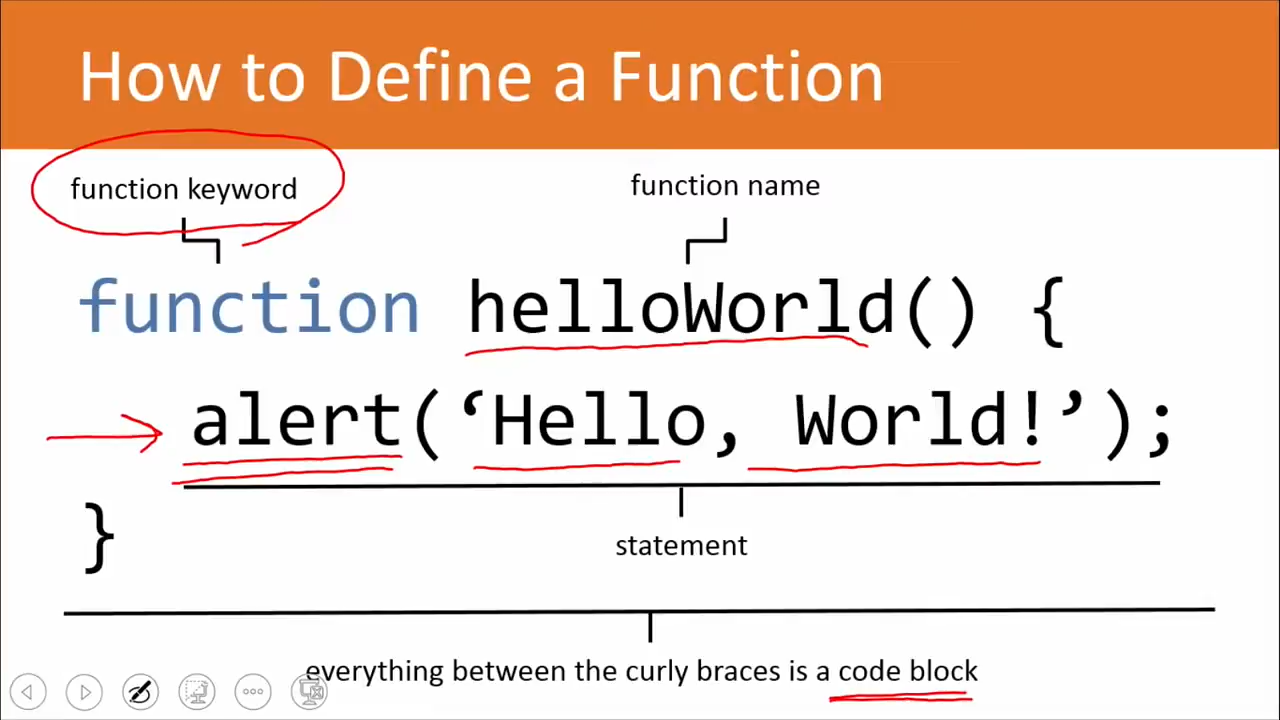 How to Define a Function
function keyword
function name
function helloWorld() {
alert(‘Hello, World!’);
statement
}
everything between the curly braces is a code block